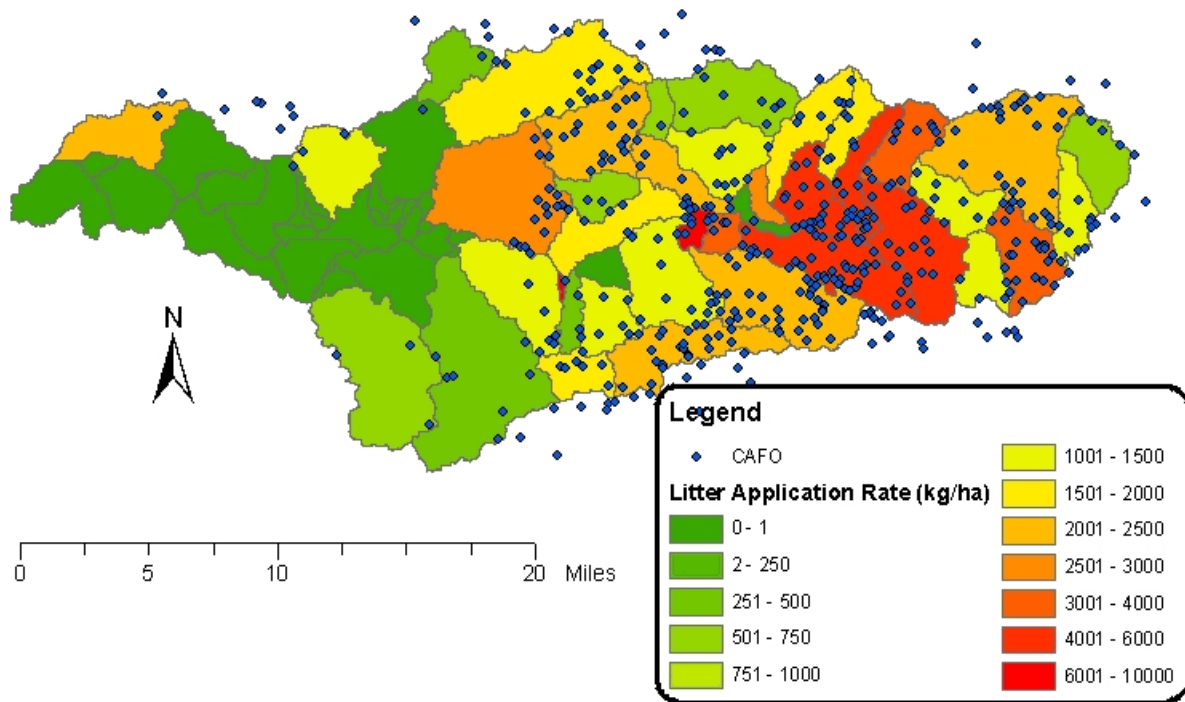 N
Legend
CAFO
Litter Application Rate (kg/ha)
0 - 1
2 - 250
251 - 500
501 - 750
751 - 1000
1001 - 1500
1501 - 2000
2001 - 2500
2501 - 3000
3001 - 4000
4001 - 6000
6001 - 10000
0 5 10 20 Miles